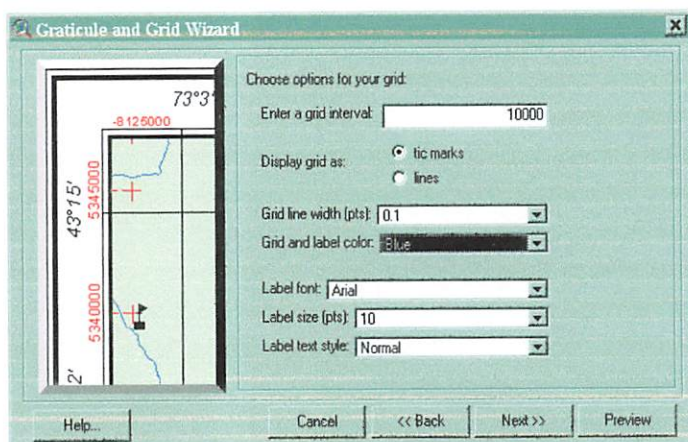 Graticule and Grid Wizard
73°3'
-8125000
5345000
43°15'
5340000
2'
Choose options for your grid:
Enter a grid interval: 10000
Display grid as: tic marks
lines
Grid line width (pts): 0.1
Grid and label color: Blue
Label font: Arial
Label size (pts): 10
Label text style: Normal
Help... Cancel << Back Next >> Preview